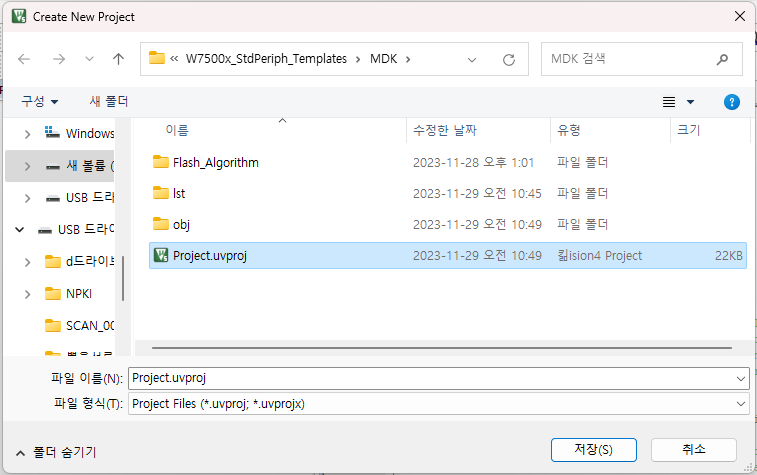 Create New Project
« W7500x_StdPeriph_Templates > MDK >
MDK 검색
구성
새 폴더
이름
수정한 날짜
유형
크기
Windows
새 볼륨 (
USB 드라이
USB 드라이
d드라이브
NPKI
SCAN_00
Flash_Algorithm 2023-11-28 오후 1:01 파일 폴더
lst 2023-11-29 오전 10:45 파일 폴더
obj 2023-11-29 오전 10:49 파일 폴더
Project.uvproj 2023-11-29 오전 10:49 킮ision4 Project 22KB
파일 이름(N): Project.uvproj
파일 형식(T): Project Files (*.uvproj; *.uvprojx)
폴더 숨기기
저장(S)
취소